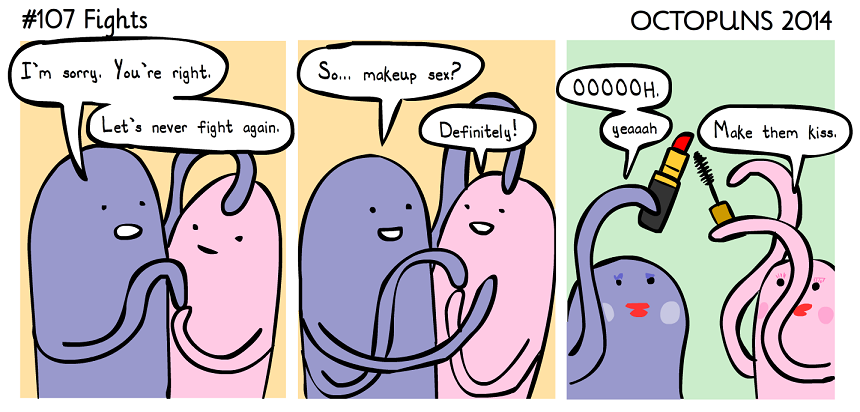 #107 Fights
OCTOPUNS 2014
I'm sorry. You're right.
Let's never fight again.
So... makeup sex?
Definitely!
OOOOOH.
yeaaah
Make them kiss.